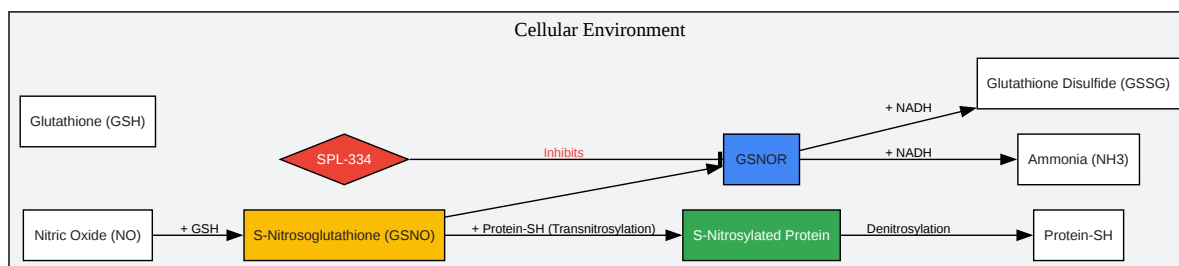 Cellular Environment
Glutathione Disulfide (GSSG)
+ NADH
Glutathione (GSH)
SPL-334
Inhibits
GSNOR
+ NADH
Ammonia (NH3)
Nitric Oxide (NO)
+ GSH
S-Nitrosoglutathione (GSNO)
+ Protein-SH (Transnitrosylation)
S-Nitrosylated Protein
Denitrosylation
Protein-SH